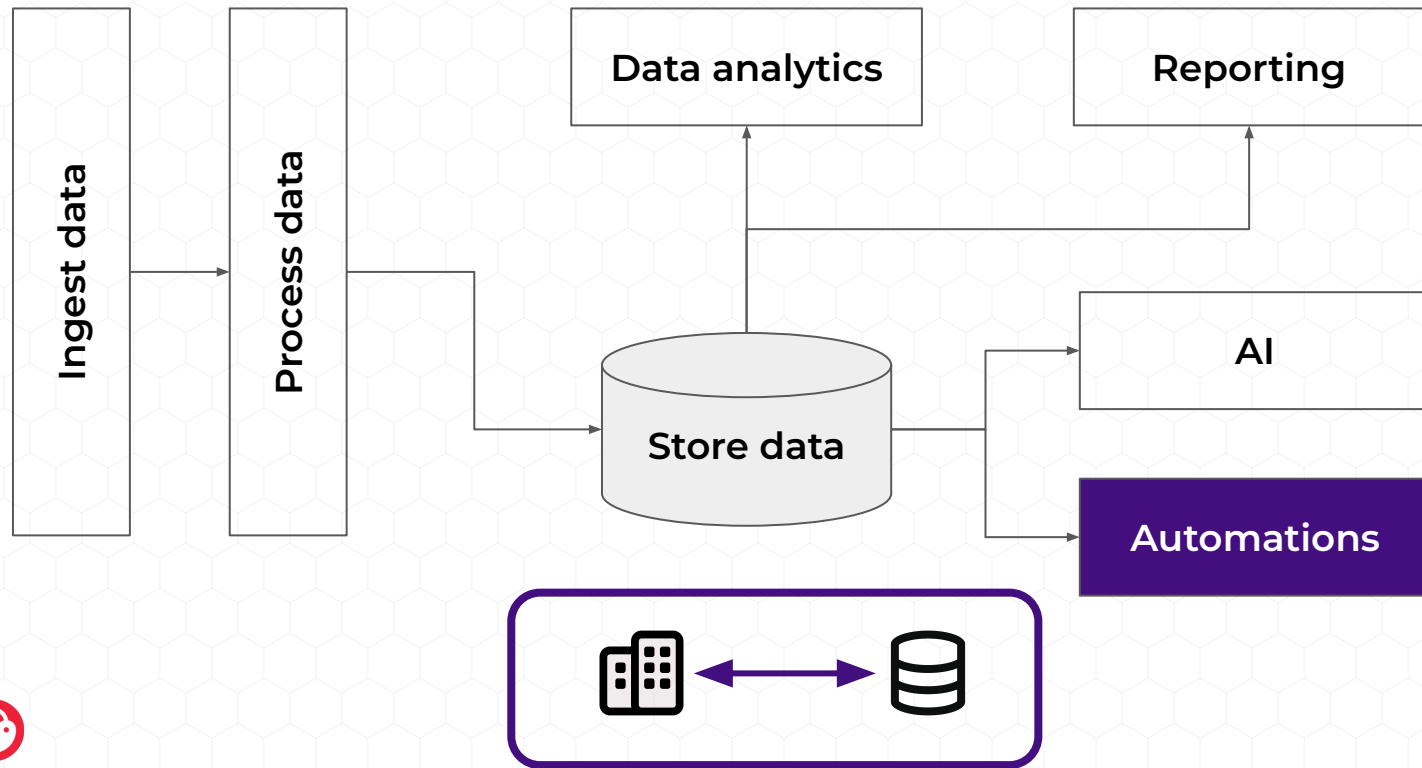 Ingest data
Process data
Data analytics
Reporting
Store data
AI
Automations